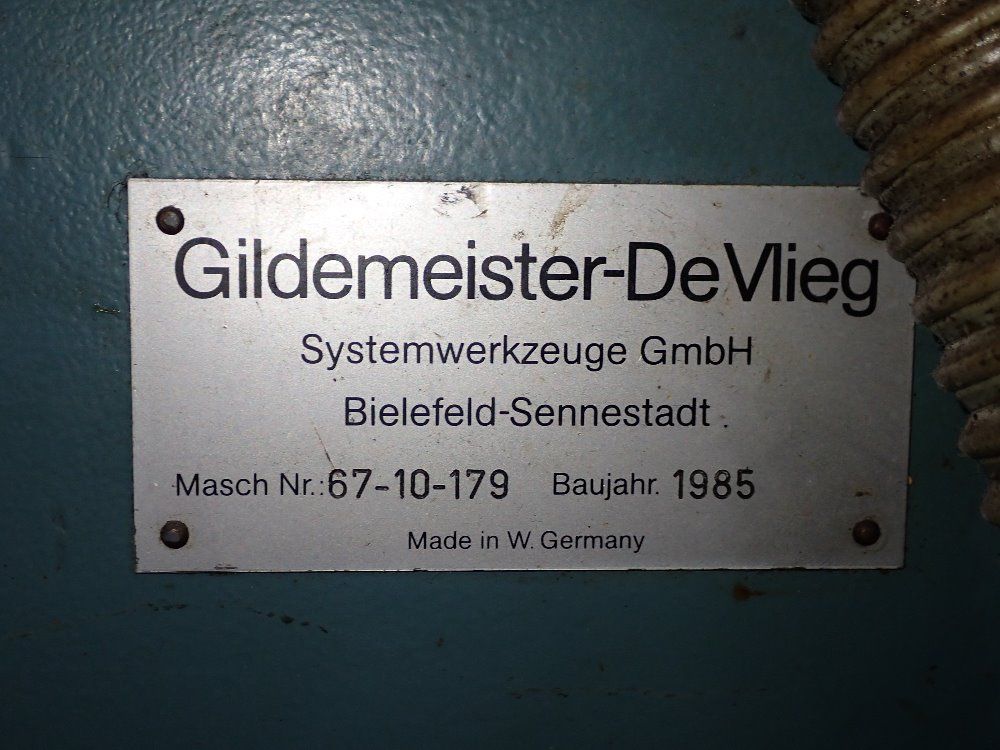 Gildemeister-DeVlieg
Systemwerkzeuge GmbH
Bielefeld-Sennestadt
Masch Nr.:67-10-179 Baujahr. 1985
Made in W. Germany